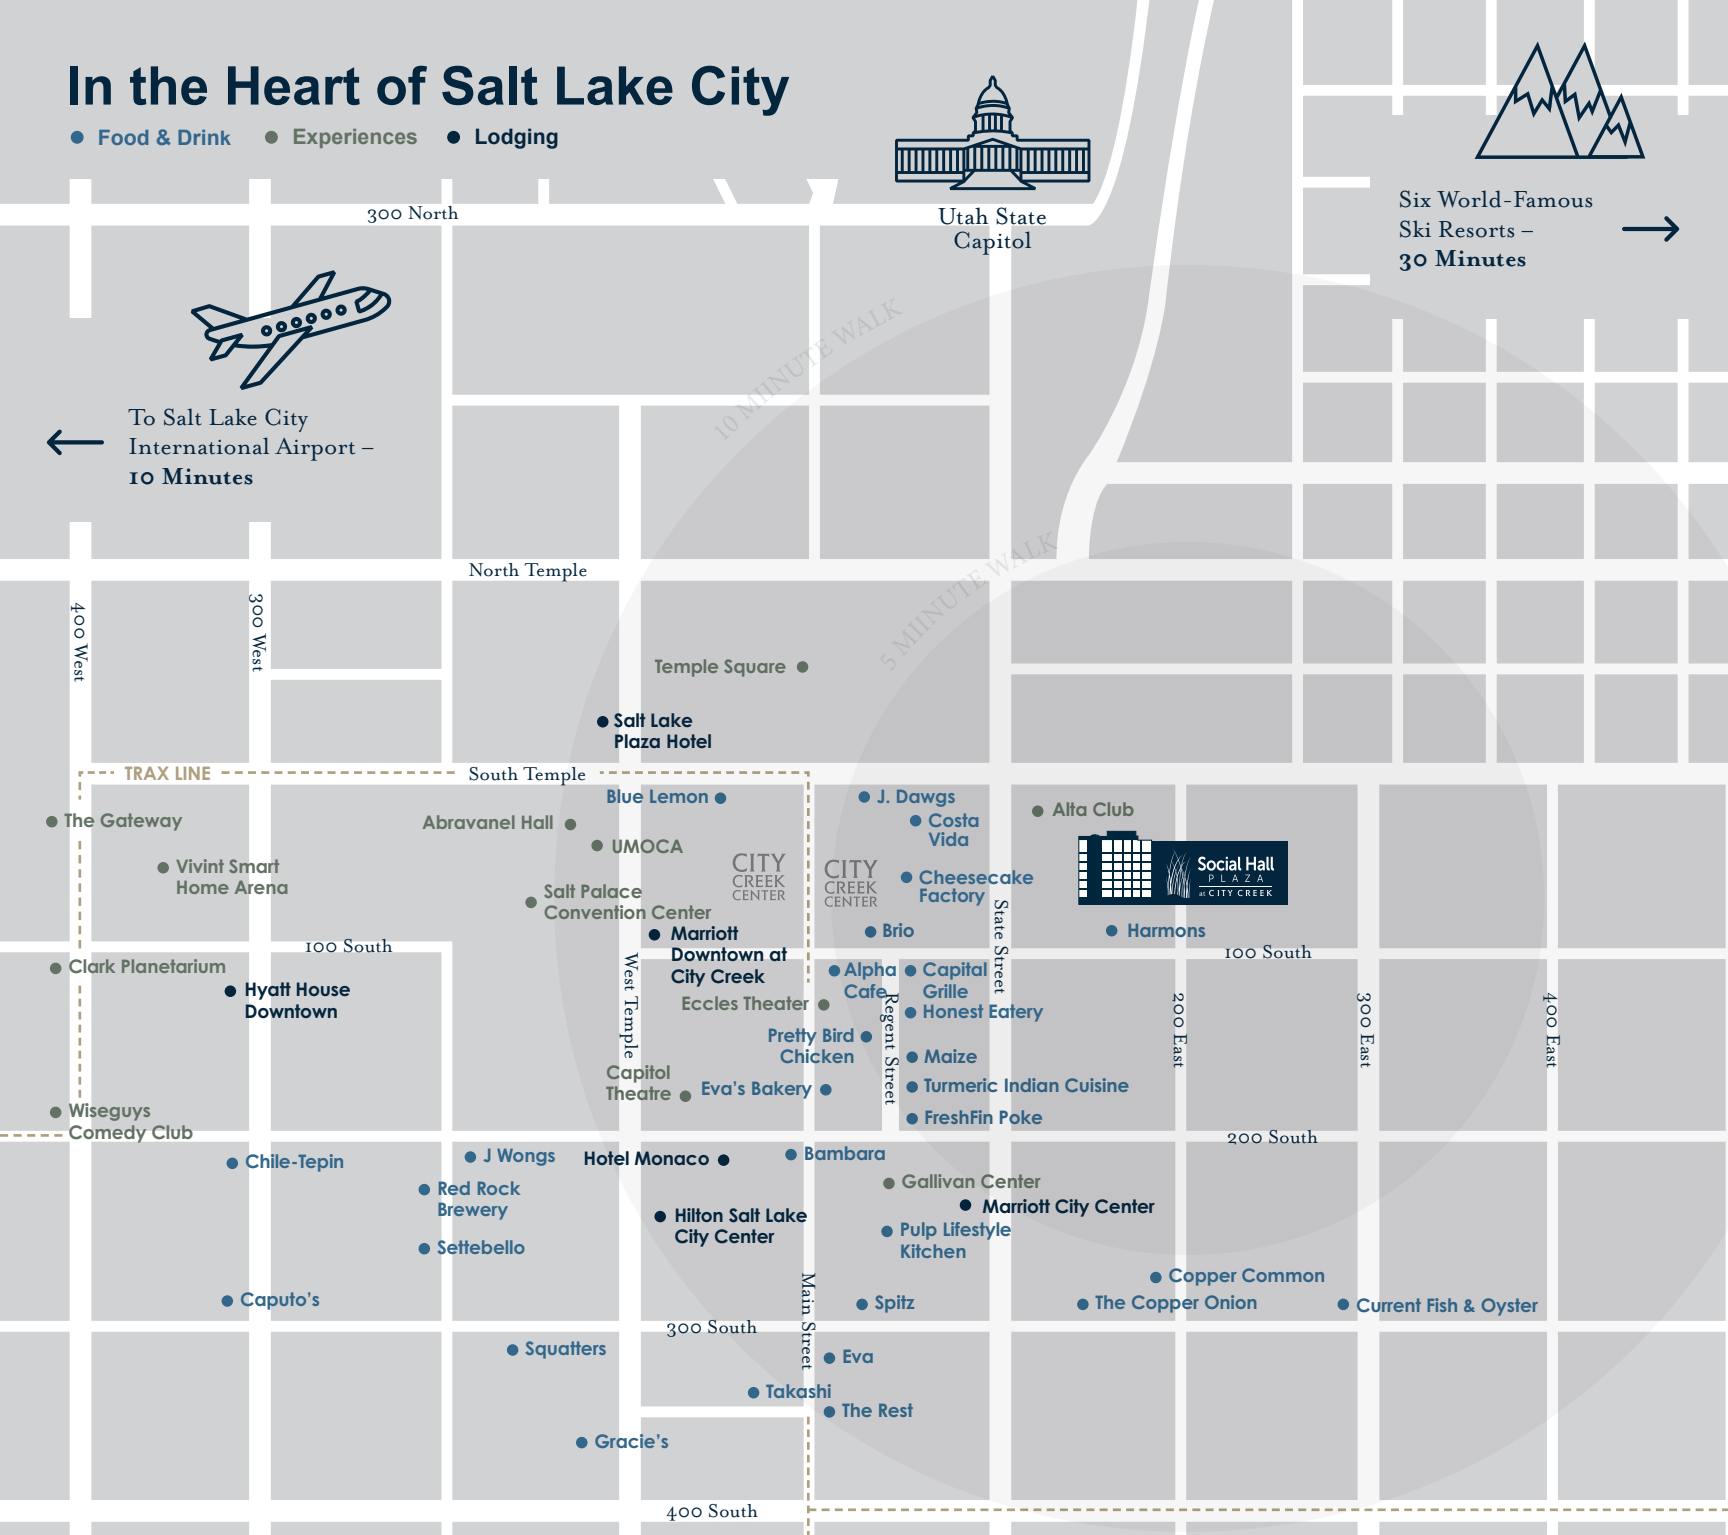 In the Heart of Salt Lake City
Food & Drink
Experiences
Lodging
300 North
Utah State
Capitol
Six World-Famous
Ski Resorts –
30 Minutes
10 MIINUTE WALK
To Salt Lake City
International Airport –
10 Minutes
5 MIINUTE WALK
North Temple
400 West
300 West
Temple Square
Salt Lake
Plaza Hotel
TRAX LINE
South Temple
Blue Lemon
J. Dawgs
Alta Club
The Gateway
Abravanel Hall
Costa
Vida
UMOCA
Vivint Smart
Home Arena
CITY
CREEK
CENTER
CITY
CREEK
CENTER
Social Hall
PLAZA
at CITY CREEK
Cheesecake
Factory
Salt Palace
Convention Center
State Street
Marriott
Downtown at
City Creek
Brio
Harmons
100 South
100 South
West Temple
Clark Planetarium
Alpha
Cafe
Capital
Grille
Hyatt House
Downtown
Regent Street
200 East
300 East
400 East
Eccles Theater
Honest Eatery
Pretty Bird
Chicken
Maize
Capitol
Theatre
Eva's Bakery
Turmeric Indian Cuisine
Wiseguys
Comedy Club
FreshFin Poke
200 South
Chile-Tepin
J Wongs
Hotel Monaco
Bambara
Red Rock
Brewery
Gallivan Center
Marriott City Center
Hilton Salt Lake
City Center
Pulp Lifestyle
Kitchen
Settebello
Main Street
Copper Common
Caputo's
Spitz
The Copper Onion
Current Fish & Oyster
300 South
Squatters
Eva
Takashi
The Rest
Gracie's
400 South